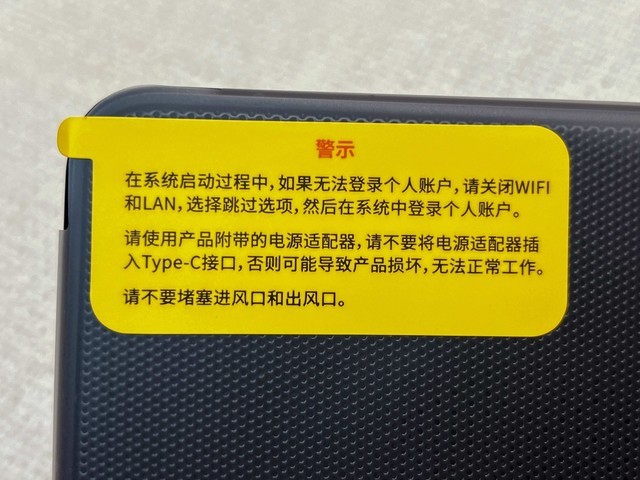 警示
在系统启动过程中,如果无法登录个人账户,请关闭WIFI
和LAN,选择跳过选项,然后在系统中登录个人账户。
请使用产品附带的电源适配器,请不要将电源适配器插
入Type-C接口,否则可能导致产品损坏,无法正常工作。
请不要堵塞进风口和出风口。